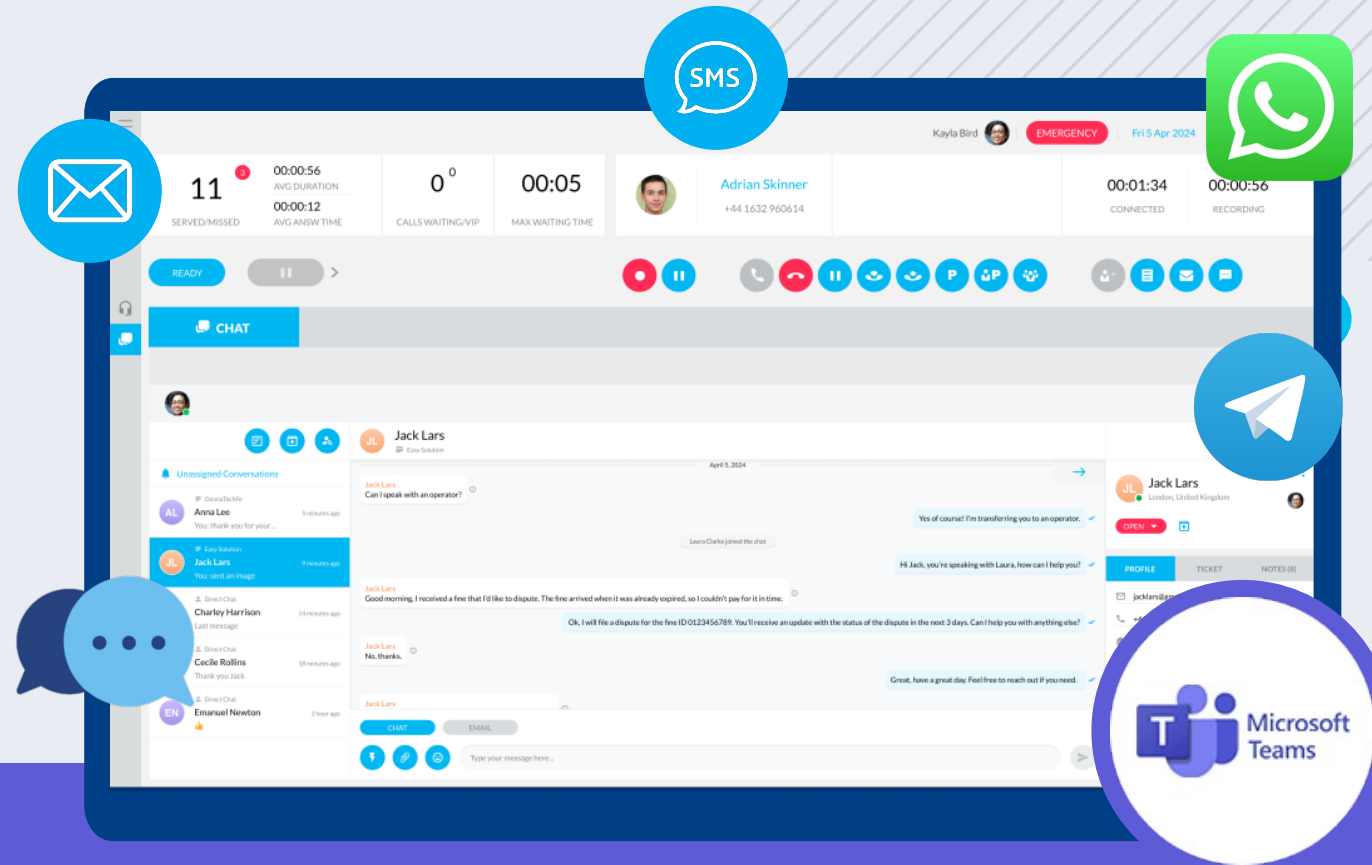 SMS
Kayla Bird
EMERGENCY
Fri 5 Apr 2024
11
3
SERVED/MISSED
00:00:56
AVG DURATION
00:00:12
AVG ANSW TIME
0 0
CALLS WAITING/VIP
00:05
MAX WAITING TIME
Adrian Skinner
+44 1632 960614
00:01:34
CONNECTED
00:00:56
RECORDING
READY
P
P
CHAT
Unassigned Conversations
AL
Anna Lee
5 minutes ago
You: thank you for your...
JL
Easy Solution
Jack Lars
9 minutes ago
You: sent an image
Direct Chat
Charley Harrison
14 minutes ago
Last message
Direct Chat
Cecile Rollins
18 minutes ago
Thank you Jack
EN
Direct Chat
Emanuel Newton
1 hour ago
JL
Jack Lars
Easy Solution
April 5, 2024
Jack Lars
Can I speak with an operator?
Yes of course! I'm transferring you to an operator.
Laura Clarke joined the chat
Hi Jack, you're speaking with Laura, how can I help you?
Jack Lars
Good morning, I received a fine that I'd like to dispute. The fine arrived when it was already expired, so I couldn't pay for it in time.
Ok, I will file a dispute for the fine ID 0123456789. You'll receive an update with the status of the dispute in the next 3 days. Can I help you with anything else?
Jack Lars
No, thanks.
Great, have a great day. Feel free to reach out if you need.
Jack Lars
CHAT
EMAIL
Type your message here...
JL
Jack Lars
London, United Kingdom
OPEN
PROFILE
TICKET
NOTES (8)
T
Microsoft
Teams